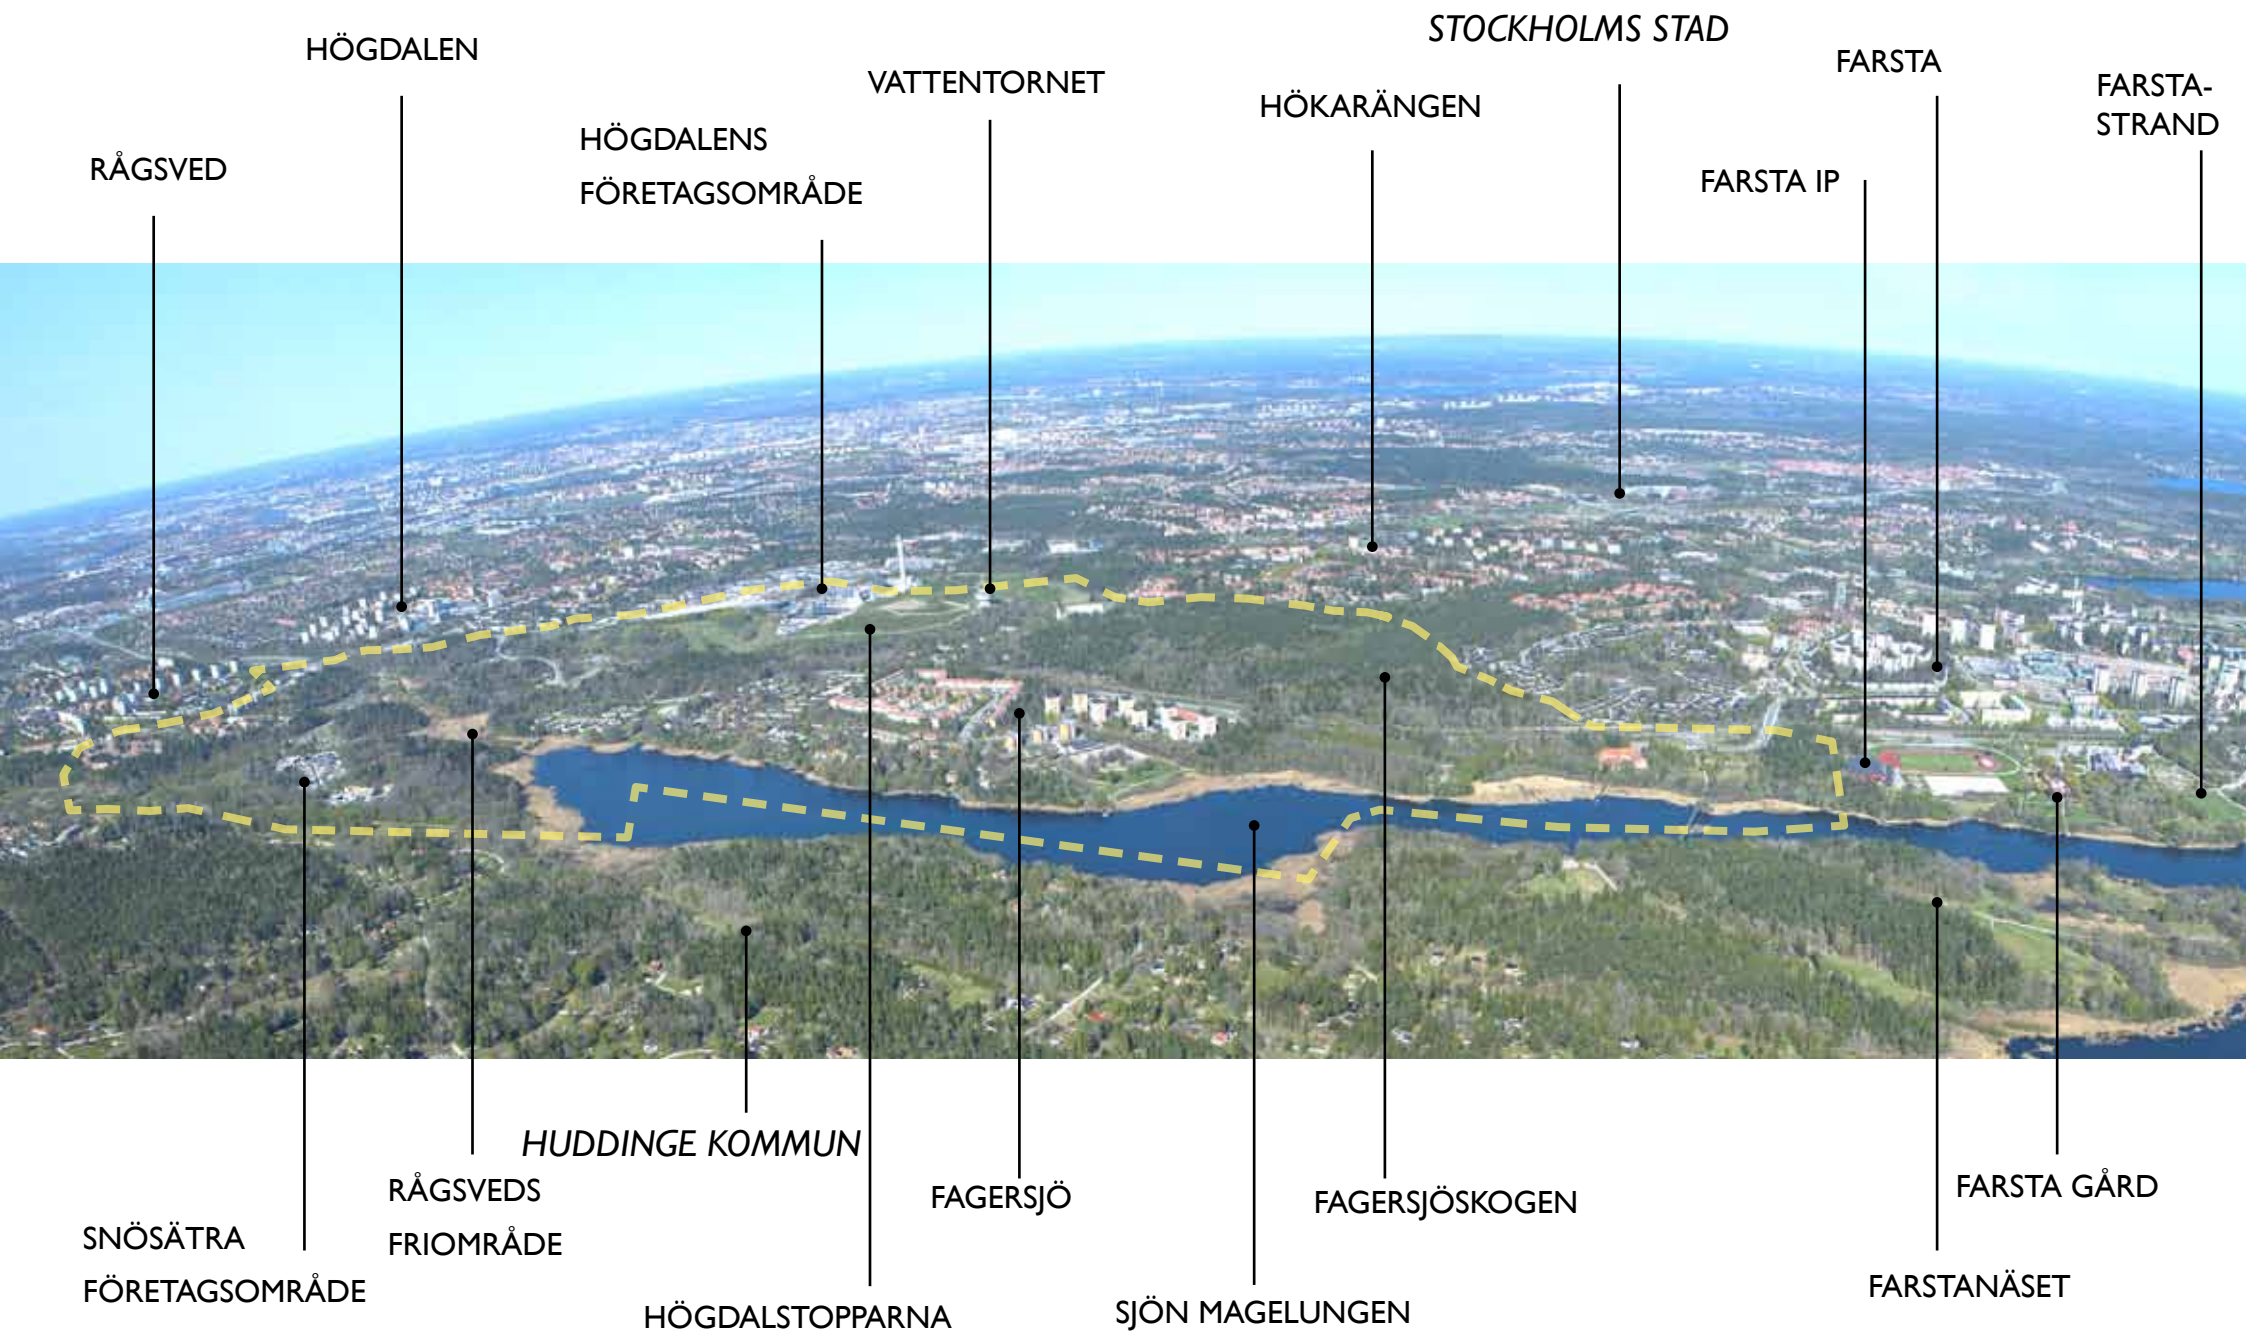 STOCKHOLMS STAD
HÖGDALEN
FARSTA
VATTENTORNET
FARSTA-
STRAND
HÖKARÄNGEN
HÖGDALENS
FÖRETAGSOMRÅDE
RÅGSVED
FARSTA IP
HUDDINGE KOMMUN
RÅGSVEDS
FRIOMRÅDE
FAGERSJÖ
FAGERSJÖSKOGEN
FARSTA GÅRD
SNÖSÄTRA
FÖRETAGSOMRÅDE
FARSTANÄSET
HÖGDALSTOPPARNA
SJÖN MAGELUNGEN